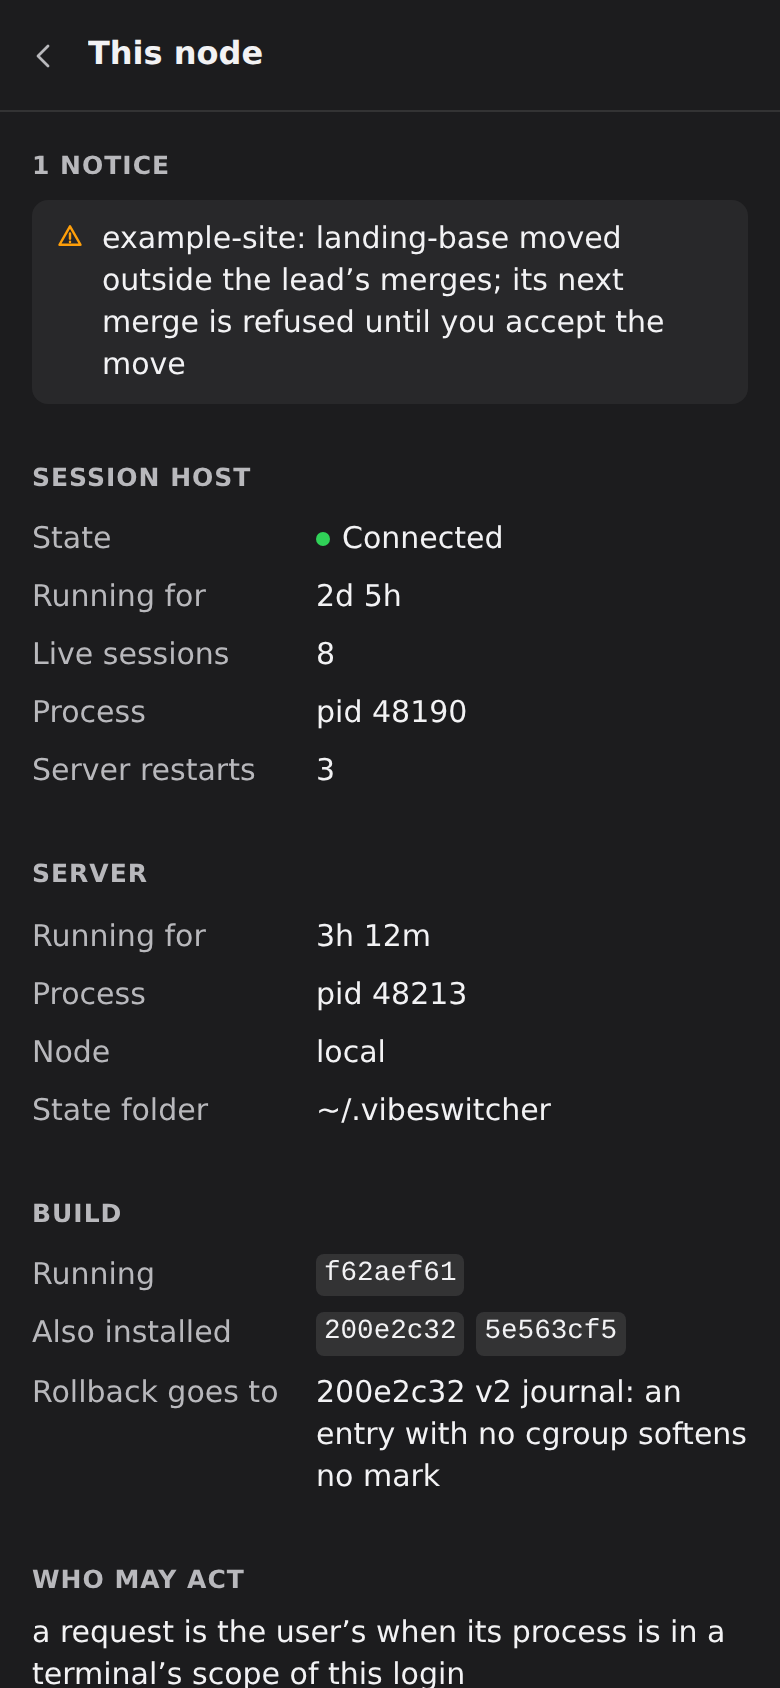 This node
1 NOTICE
example-site: landing-base moved
outside the lead’s merges; its next
merge is refused until you accept the
move
SESSION HOST
State Connected
Running for 2d 5h
Live sessions 8
Process pid 48190
Server restarts 3
SERVER
Running for 3h 12m
Process pid 48213
Node local
State folder ~/.vibeswitcher
BUILD
Running f62aef61
Also installed 200e2c32 5e563cf5
Rollback goes to 200e2c32 v2 journal: an
entry with no cgroup softens
no mark
WHO MAY ACT
a request is the user’s when its process is in a
terminal’s scope of this login